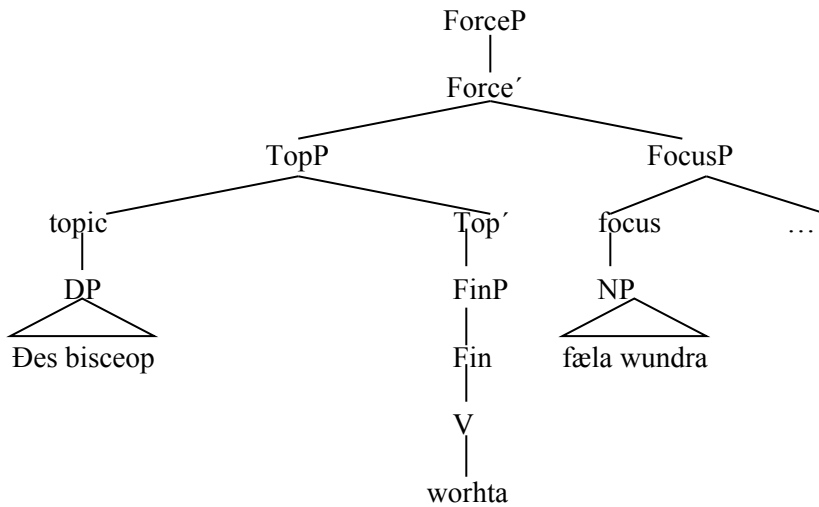 ForceP
Force´
TopP FocusP
topic Top´ focus …
DP FinP NP
Ðes bisceop Fin fæla wundra
V
worhta